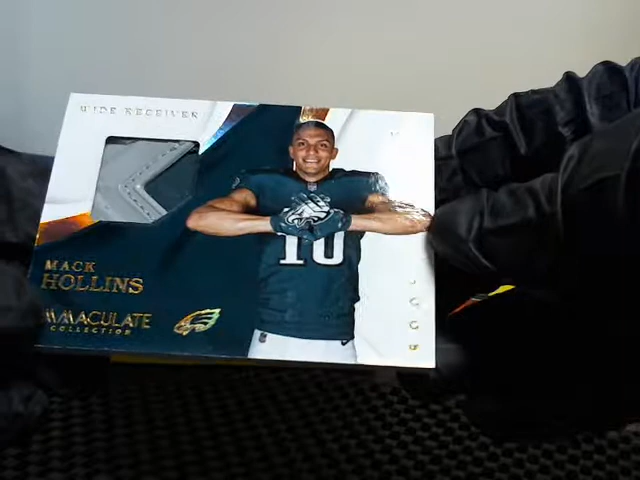 WIDE RECEIVER
MACK
HOLLINS
IMMACULATE
COLLECTION
10